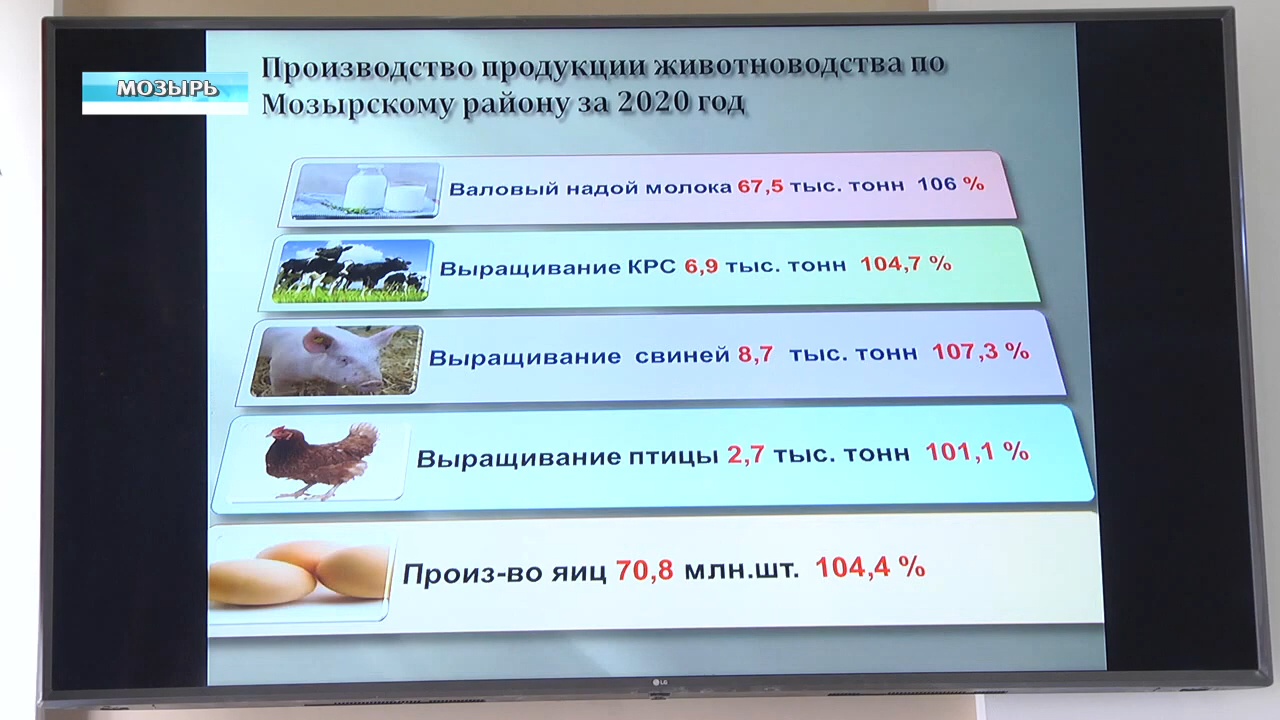 МОЗЫРЬ
Производство продукции животноводства по
Мозырскому району за 2020 год
Валовый надой молока 67,5 тыс. тонн 106 %
Выращивание КРС 6,9 тыс. тонн 104,7 %
Выращивание свиней 8,7 тыс. тонн 107,3 %
Выращивание птицы 2,7 тыс. тонн 101,1 %
Произ-во яиц 70,8 млн.шт. 104,4 %
LG